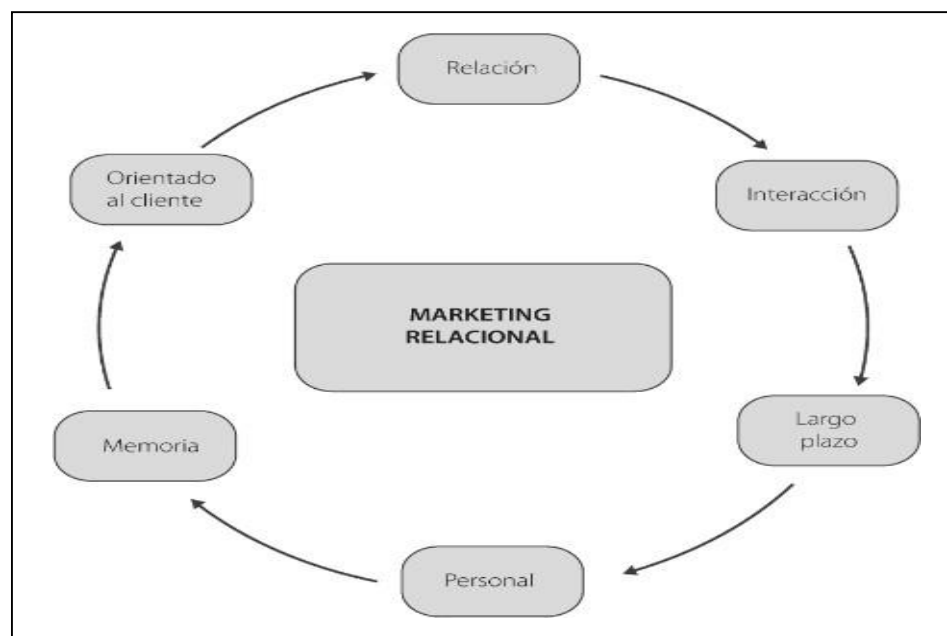 Relación
Interacción
Largo
plazo
Personal
Memoria
Orientado
al cliente
MARKETING
RELACIONAL